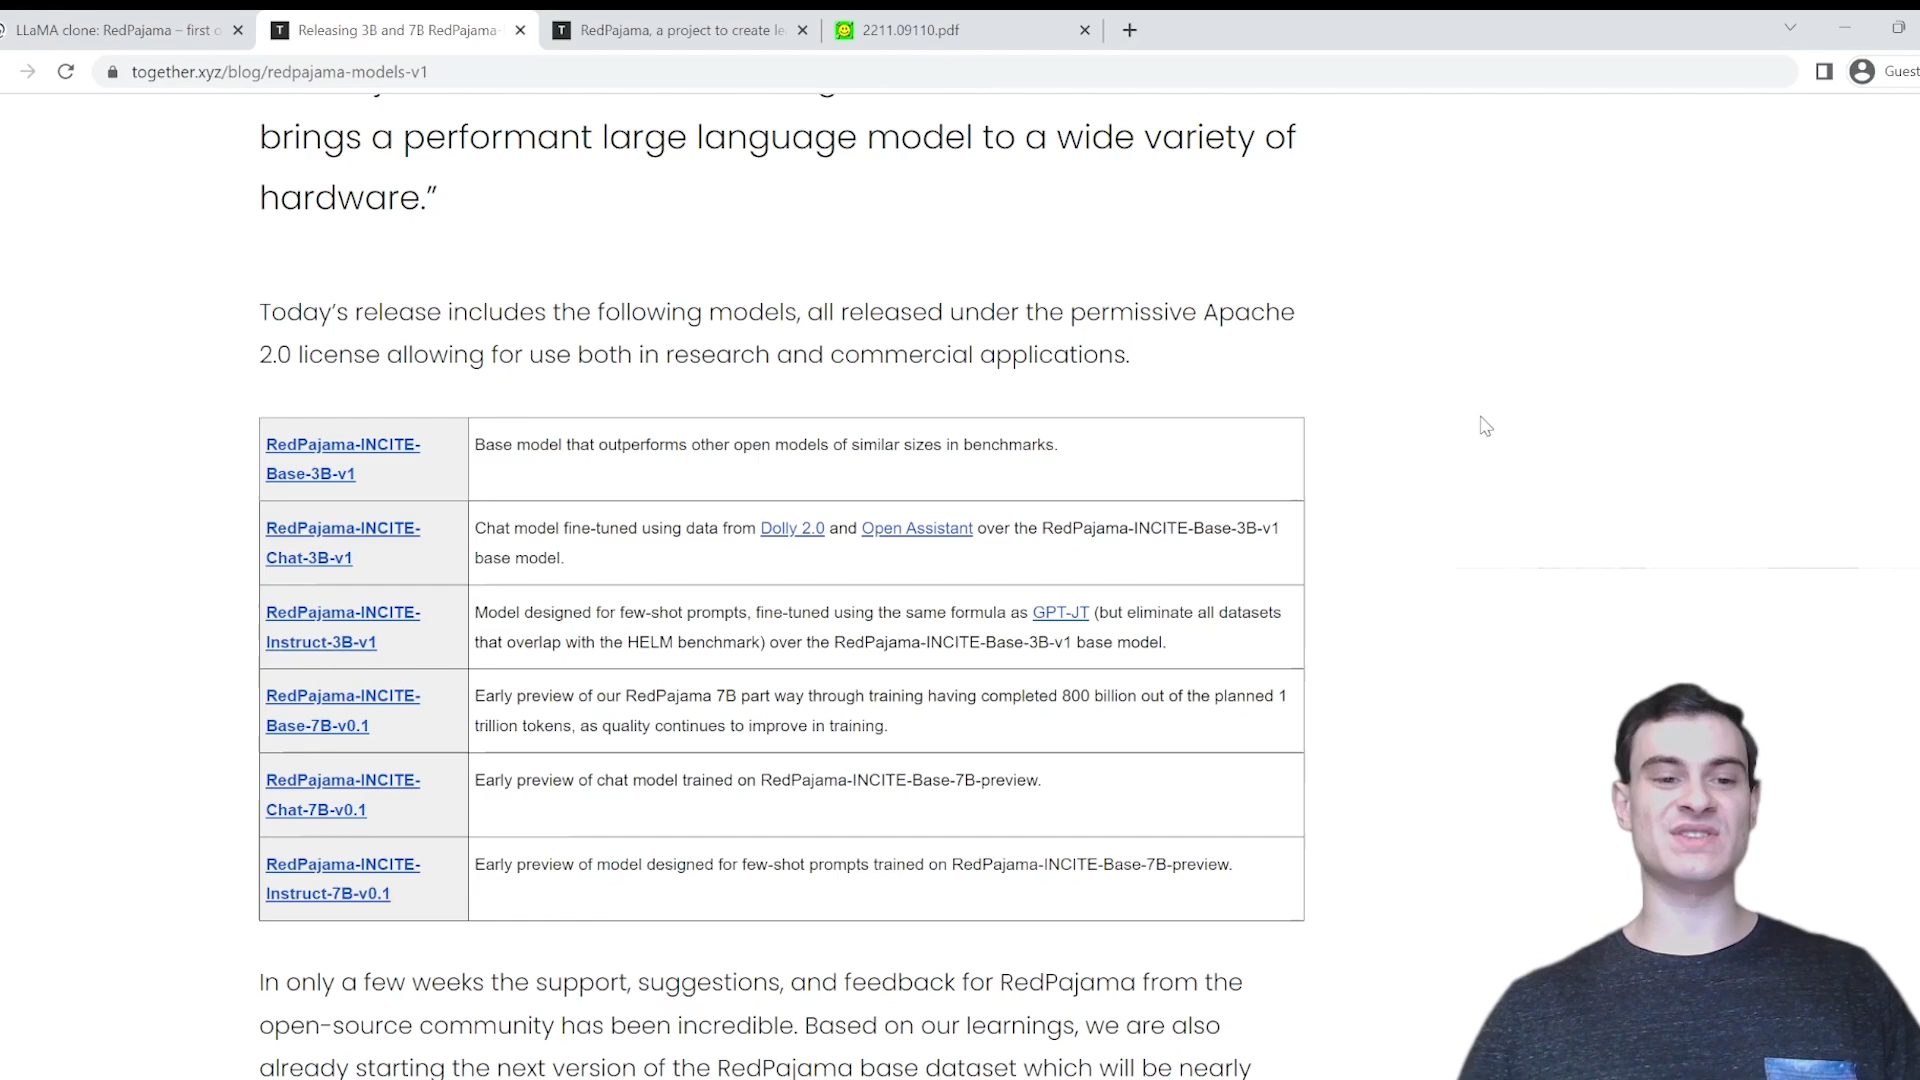 LLaMA clone: RedPajama – first o
Releasing 3B and 7B RedPajama-
RedPajama, a project to create le
2211.09110.pdf
together.xyz/blog/redpajama-models-v1
Guest
brings a performant large language model to a wide variety of
hardware.”
Today’s release includes the following models, all released under the permissive Apache
2.0 license allowing for use both in research and commercial applications.
RedPajama-INCITE-
Base-3B-v1
Base model that outperforms other open models of similar sizes in benchmarks.
RedPajama-INCITE-
Chat-3B-v1
Chat model fine-tuned using data from Dolly 2.0 and Open Assistant over the RedPajama-INCITE-Base-3B-v1
base model.
RedPajama-INCITE-
Instruct-3B-v1
Model designed for few-shot prompts, fine-tuned using the same formula as GPT-JT (but eliminate all datasets
that overlap with the HELM benchmark) over the RedPajama-INCITE-Base-3B-v1 base model.
RedPajama-INCITE-
Base-7B-v0.1
Early preview of our RedPajama 7B part way through training having completed 800 billion out of the planned 1
trillion tokens, as quality continues to improve in training.
RedPajama-INCITE-
Chat-7B-v0.1
Early preview of chat model trained on RedPajama-INCITE-Base-7B-preview.
RedPajama-INCITE-
Instruct-7B-v0.1
Early preview of model designed for few-shot prompts trained on RedPajama-INCITE-Base-7B-preview.
In only a few weeks the support, suggestions, and feedback for RedPajama from the
open-source community has been incredible. Based on our learnings, we are also
already starting the next version of the RedPajama base dataset which will be nearly